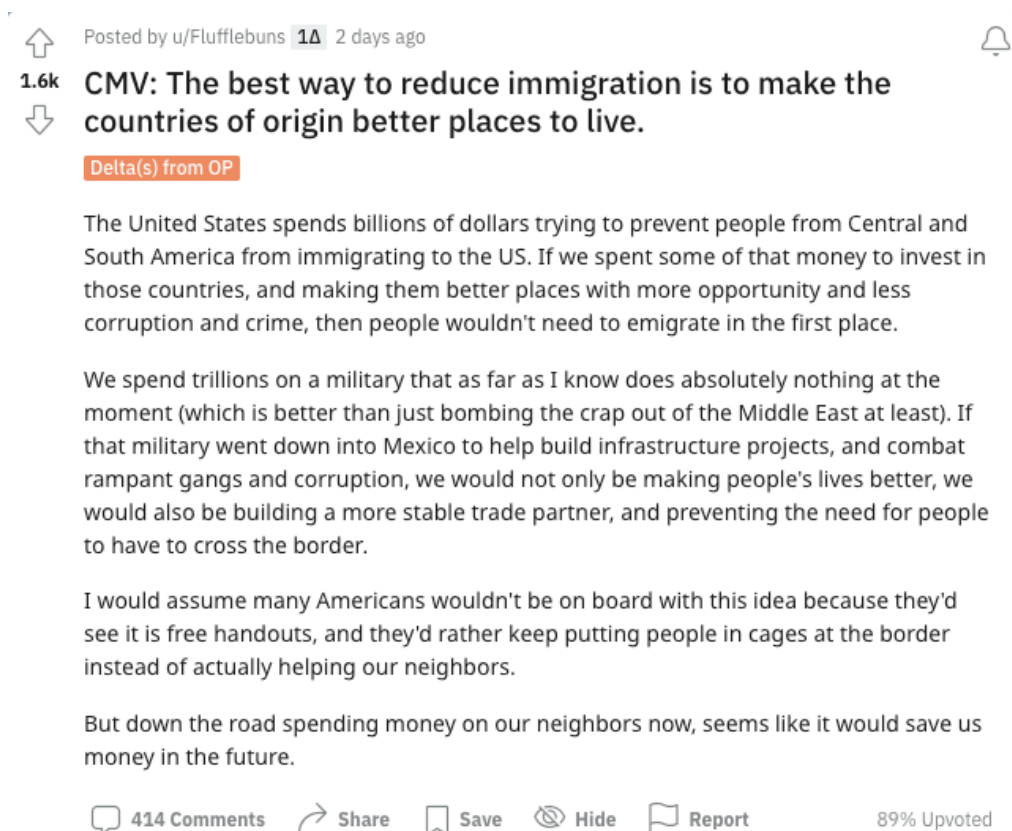 Posted by u/Flufflebuns 1Δ 2 days ago
1.6k
CMV: The best way to reduce immigration is to make the
countries of origin better places to live.
Delta(s) from OP
The United States spends billions of dollars trying to prevent people from Central and
South America from immigrating to the US. If we spent some of that money to invest in
those countries, and making them better places with more opportunity and less
corruption and crime, then people wouldn't need to emigrate in the first place.
We spend trillions on a military that as far as I know does absolutely nothing at the
moment (which is better than just bombing the crap out of the Middle East at least). If
that military went down into Mexico to help build infrastructure projects, and combat
rampant gangs and corruption, we would not only be making people's lives better, we
would also be building a more stable trade partner, and preventing the need for people
to have to cross the border.
I would assume many Americans wouldn't be on board with this idea because they'd
see it is free handouts, and they'd rather keep putting people in cages at the border
instead of actually helping our neighbors.
But down the road spending money on our neighbors now, seems like it would save us
money in the future.
414 Comments Share Save Hide Report 89% Upvoted